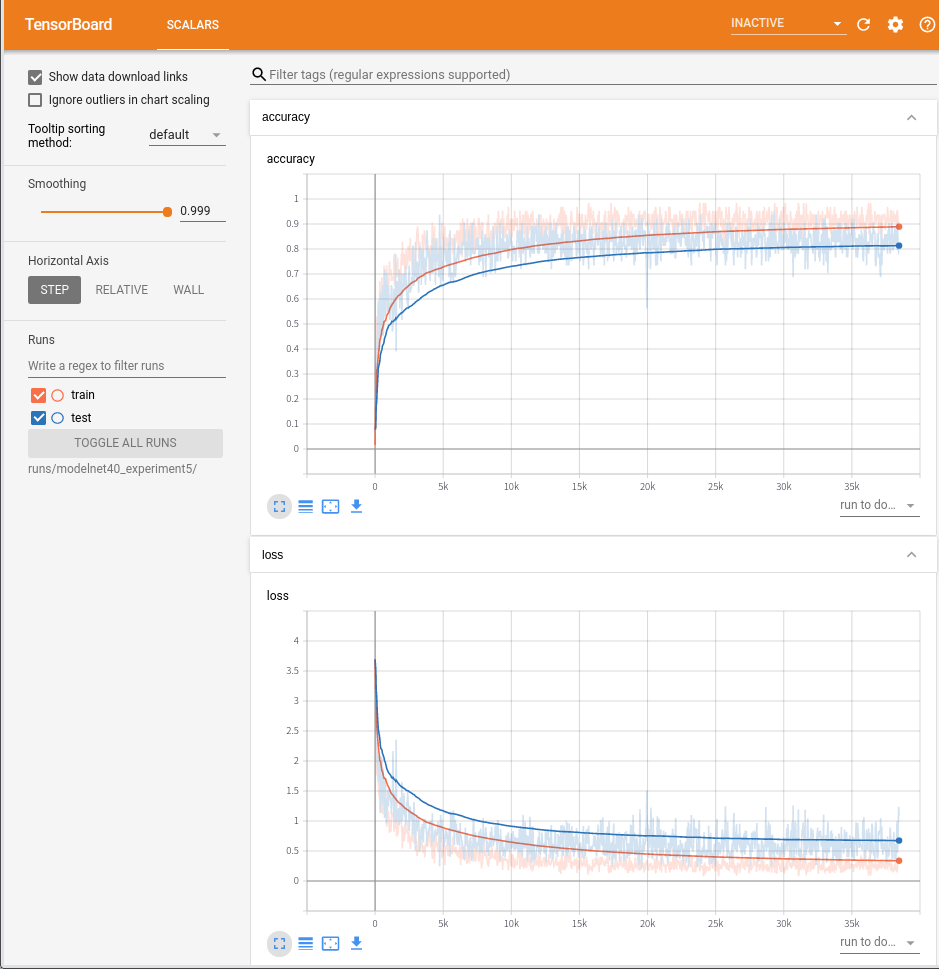 TensorBoard
SCALARS
INACTIVE
Show data download links
Ignore outliers in chart scaling
Tooltip sorting
method:
default
Smoothing
0.999
Horizontal Axis
STEP
RELATIVE
WALL
Runs
Write a regex to filter runs
train
test
TOGGLE ALL RUNS
runs/modelnet40_experiment5/
Filter tags (regular expressions supported)
accuracy
accuracy
1
0.9
0.8
0.7
0.6
0.5
0.4
0.3
0.2
0.1
0
0 5k 10k 15k 20k 25k 30k 35k
run to do...
loss
loss
4
3.5
3
2.5
2
1.5
1
0.5
0
0 5k 10k 15k 20k 25k 30k 35k
run to do...